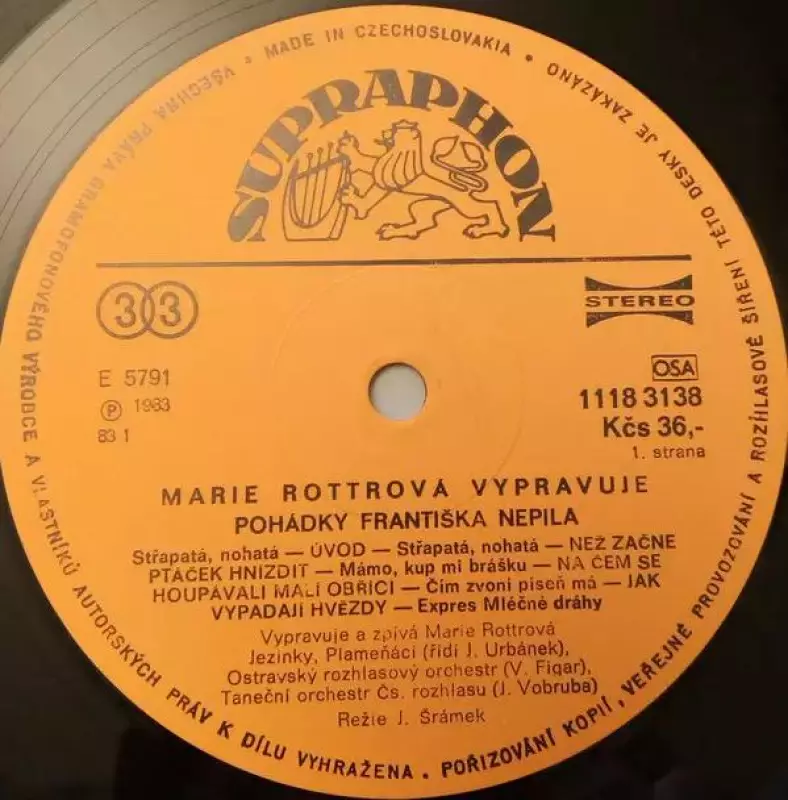 VŠECHNA PRÁVA GRAMOFONOVÉHO VÝROBCE A VLASTNÍKŮ AUTORSKÝCH PRÁV K DÍLU VYHRAŽENA . POŘIZOVÁNÍ KOPIÍ, VEŘEJNÉ PROVOZOVÁNÍ A ROZHLASOVÉ ŠÍŘENÍ TÉTO DESKY JE ZAKÁZÁNO • MADE IN CZECHOSLOVAKIA •
SUPRAPHON
33
STEREO
E 5791
OSA
℗ 1983
1118 3138
83 1
Kčs 36,-
1. strana
MARIE ROTTROVÁ VYPRAVUJE
POHÁDKY FRANTIŠKA NEPILA
Střapatá, nohatá — ÚVOD — Střapatá, nohatá — NEŽ ZAČNE
PTÁČEK HNÍZDIT — Mámo, kup mi brášku — NA ČEM SE
HOUPÁVALI MALÍ OBŘÍCI — Čím zvoní píseň má — JAK
VYPADAJÍ HVĚZDY — Expres Mléčné dráhy
Vypravuje a zpívá Marie Rottrová
Jezinky, Plameňáci (řídí J. Urbánek),
Ostravský rozhlasový orchestr (V. Figar),
Taneční orchestr Čs. rozhlasu (J. Vobruba)
Režie J. Šrámek